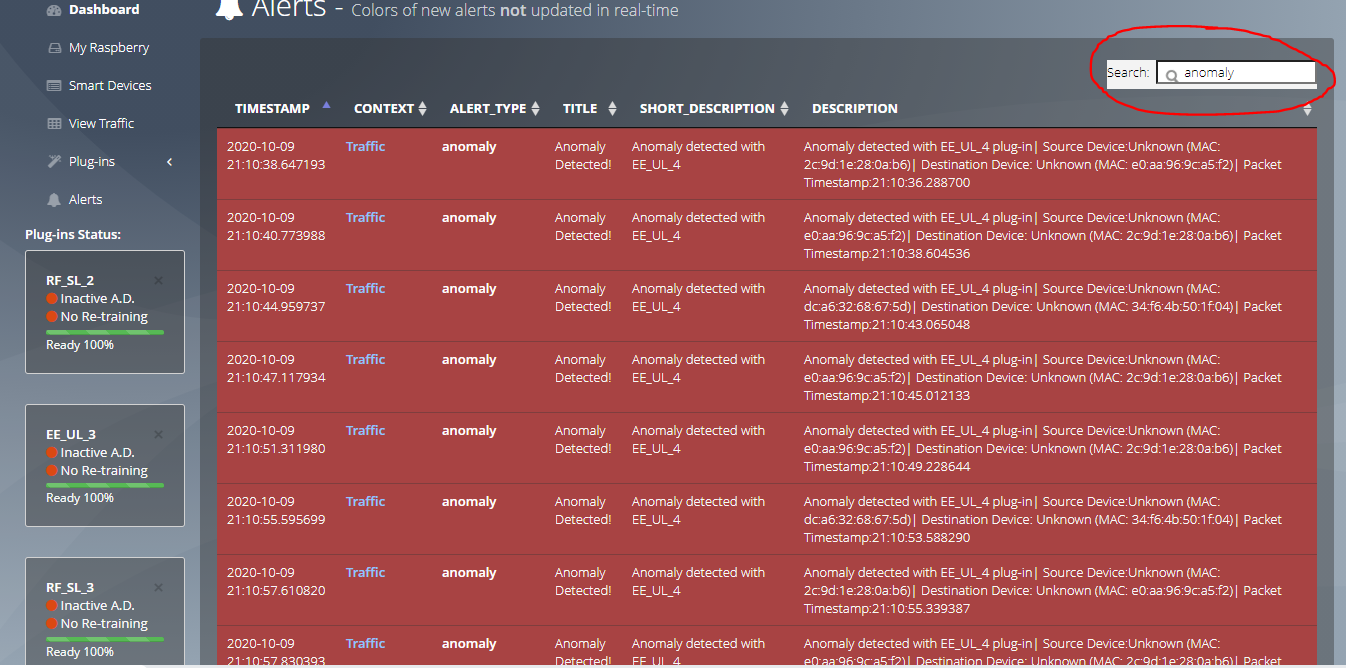 Dashboard
My Raspberry
Smart Devices
View Traffic
Plug-ins
Alerts
Plug-ins Status:
RF_SL_2
Inactive A.D.
No Re-training
Ready 100%
EE_UL_3
Inactive A.D.
No Re-training
Ready 100%
RF_SL_3
Inactive A.D.
No Re-training
Ready 100%
Alerts - Colors of new alerts not updated in real-time
Search: anomaly
TIMESTAMP CONTEXT ALERT_TYPE TITLE SHORT_DESCRIPTION DESCRIPTION
2020-10-09 Traffic anomaly Anomaly Anomaly detected with Anomaly detected with EE_UL_4 plug-in| Source Device:Unknown (MAC:
21:10:38.647193 Detected! EE_UL_4 2c:9d:1e:28:0a:b6)| Destination Device: Unknown (MAC: e0:aa:96:9c:a5:f2)| Packet
Timestamp:21:10:36.288700
2020-10-09 Traffic anomaly Anomaly Anomaly detected with Anomaly detected with EE_UL_4 plug-in| Source Device:Unknown (MAC:
21:10:40.773988 Detected! EE_UL_4 e0:aa:96:9c:a5:f2)| Destination Device: Unknown (MAC: 2c:9d:1e:28:0a:b6)| Packet
Timestamp:21:10:38.604536
2020-10-09 Traffic anomaly Anomaly Anomaly detected with Anomaly detected with EE_UL_4 plug-in| Source Device:Unknown (MAC:
21:10:44.959737 Detected! EE_UL_4 dc:a6:32:68:67:5d)| Destination Device: Unknown (MAC: 34:f6:4b:50:1f:04)| Packet
Timestamp:21:10:43.065048
2020-10-09 Traffic anomaly Anomaly Anomaly detected with Anomaly detected with EE_UL_4 plug-in| Source Device:Unknown (MAC:
21:10:47.117934 Detected! EE_UL_4 e0:aa:96:9c:a5:f2)| Destination Device: Unknown (MAC: 2c:9d:1e:28:0a:b6)| Packet
Timestamp:21:10:45.012133
2020-10-09 Traffic anomaly Anomaly Anomaly detected with Anomaly detected with EE_UL_4 plug-in| Source Device:Unknown (MAC:
21:10:51.311980 Detected! EE_UL_4 e0:aa:96:9c:a5:f2)| Destination Device: Unknown (MAC: 2c:9d:1e:28:0a:b6)| Packet
Timestamp:21:10:49.228644
2020-10-09 Traffic anomaly Anomaly Anomaly detected with Anomaly detected with EE_UL_4 plug-in| Source Device:Unknown (MAC:
21:10:55.595699 Detected! EE_UL_4 dc:a6:32:68:67:5d)| Destination Device: Unknown (MAC: 34:f6:4b:50:1f:04)| Packet
Timestamp:21:10:53.588290
2020-10-09 Traffic anomaly Anomaly Anomaly detected with Anomaly detected with EE_UL_4 plug-in| Source Device:Unknown (MAC:
21:10:57.610820 Detected! EE_UL_4 2c:9d:1e:28:0a:b6)| Destination Device: Unknown (MAC: e0:aa:96:9c:a5:f2)| Packet
Timestamp:21:10:55.339387
2020-10-09 Traffic anomaly Anomaly Anomaly detected with Anomaly detected with EE_UL_4 plug-in| Source Device:Unknown (MAC:
21:10:57.830393 Detected! EE_UL_4 e0:aa:96:9c:a5:f2)| Destination Device: Unknown (MAC: 2c:9d:1e:28:0a:b6)| Packet